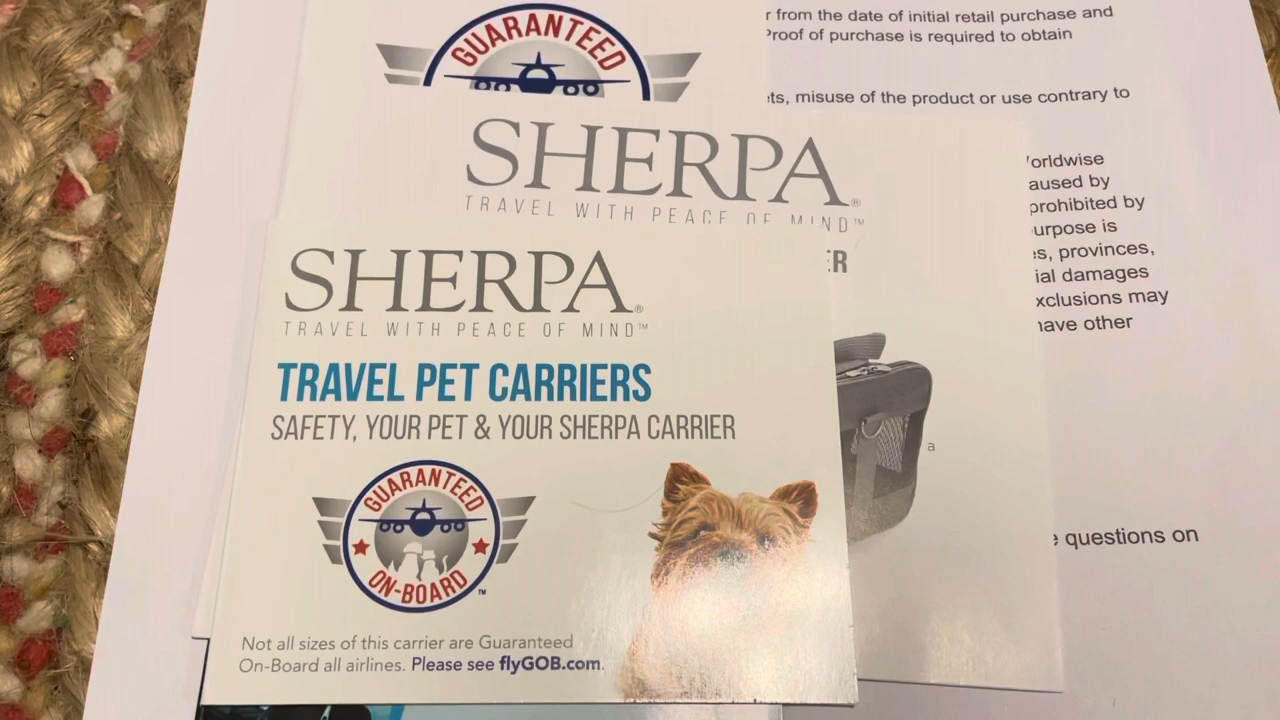 r from the date of initial retail purchase and
Proof of purchase is required to obtain
ts, misuse of the product or use contrary to
orldwise
aused by
prohibited by
urpose is
s, provinces,
ial damages
xclusions may
have other
e questions on
GUARANTEED
SHERPA®
TRAVEL WITH PEACE OF MIND™
ER
a
SHERPA®
TRAVEL WITH PEACE OF MIND™
TRAVEL PET CARRIERS
SAFETY, YOUR PET & YOUR SHERPA CARRIER
GUARANTEED
ON-BOARD™
Not all sizes of this carrier are Guaranteed
On-Board all airlines. Please see flyGOB.com.